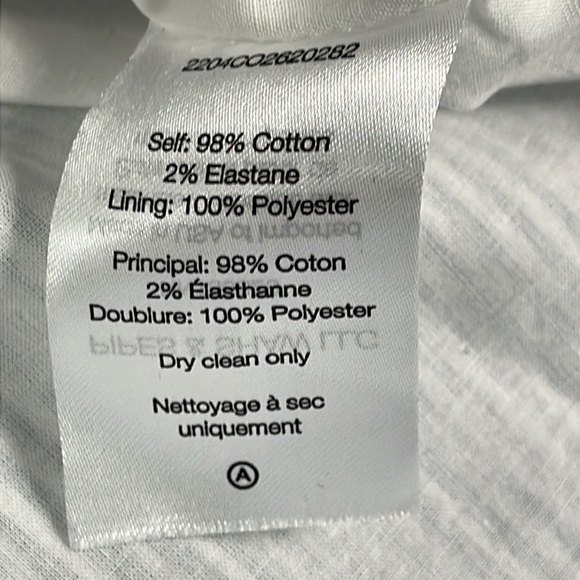 2204CO2620282
Self: 98% Cotton
2% Elastane
Lining: 100% Polyester
Principal: 98% Coton
2% Élasthanne
Doublure: 100% Polyester
Dry clean only
Nettoyage à sec
uniquement
A